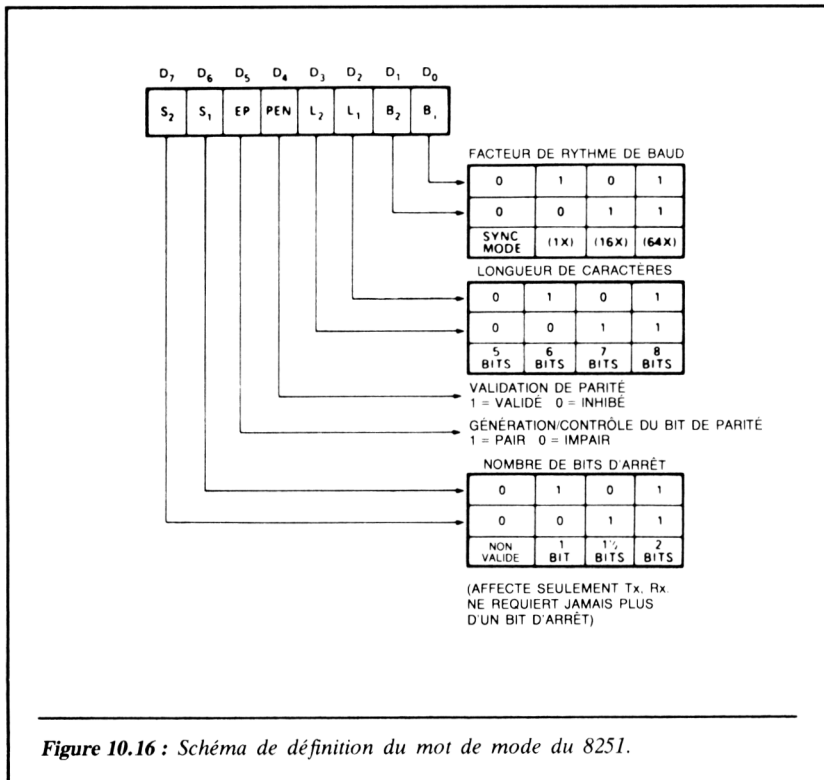 D7 D6 D5 D4 D3 D2 D1 D0
S2 S1 EP PEN L2 L1 B2 B1
FACTEUR DE RYTHME DE BAUD
0 1 0 1
0 0 1 1
SYNC MODE (1X) (16X) (64X)
LONGUEUR DE CARACTÈRES
0 1 0 1
0 0 1 1
5 BITS 6 BITS 7 BITS 8 BITS
VALIDATION DE PARITÉ
1 = VALIDÉ 0 = INHIBÉ
GÉNÉRATION/CONTRÔLE DU BIT DE PARITÉ
1 = PAIR 0 = IMPAIR
NOMBRE DE BITS D'ARRÊT
0 1 0 1
0 0 1 1
NON VALIDE 1 BIT 1½ BITS 2 BITS
(AFFECTE SEULEMENT Tx, Rx.
NE REQUIERT JAMAIS PLUS
D'UN BIT D'ARRÊT)
Figure 10.16 : Schéma de définition du mot de mode du 8251.